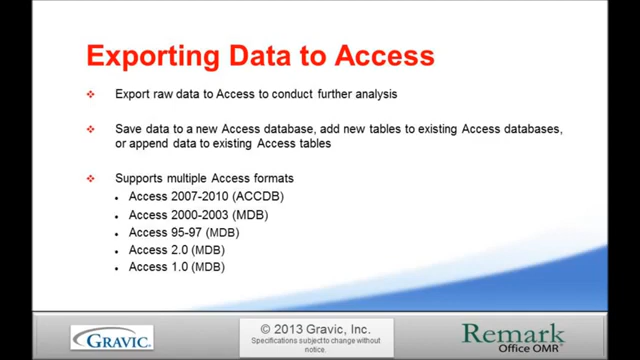 Exporting Data to Access
Export raw data to Access to conduct further analysis
Save data to a new Access database, add new tables to existing Access databases,
or append data to existing Access tables
Supports multiple Access formats
Access 2007-2010 (ACCDB)
Access 2000-2003 (MDB)
Access 95-97 (MDB)
Access 2.0 (MDB)
Access 1.0 (MDB)
GRAVIC
© 2013 Gravic, Inc.
Specifications subject to change without
notice.
Remark
Office OMR